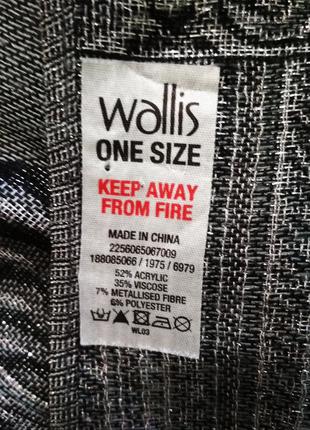 wallis
ONE SIZE
KEEP AWAY
FROM FIRE
MADE IN CHINA
2256065067009
188085066 / 1975 / 6979
52% ACRYLIC
35% VISCOSE
7% METALLISED FIBRE
6% POLYESTER
WL03